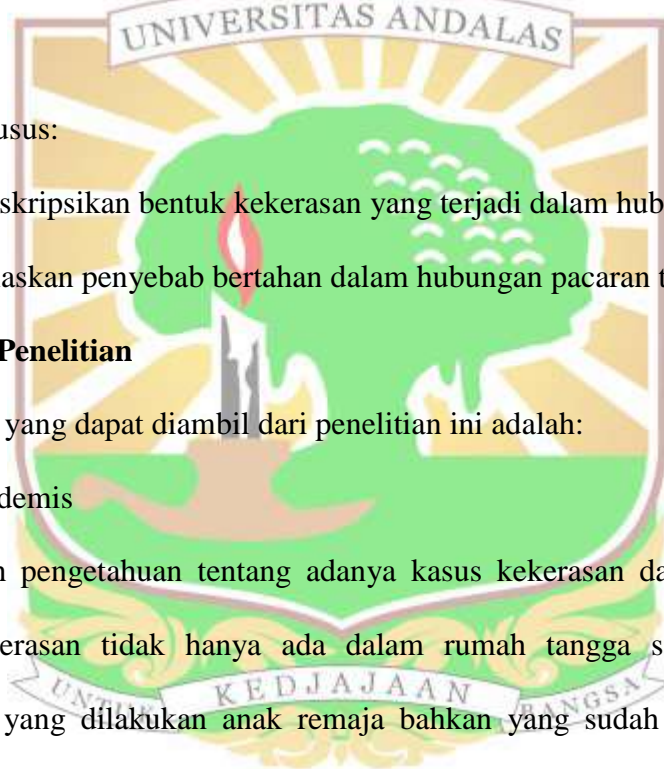 UNIVERSITAS ANDALAS
usus:
skripsikan bentuk kekerasan yang terjadi dalam hub
askan penyebab bertahan dalam hubungan pacaran t
Penelitian
yang dapat diambil dari penelitian ini adalah:
demis
pengetahuan tentang adanya kasus kekerasan da
erasan tidak hanya ada dalam rumah tangga s
UNTUK KEDJAJAAN BANGSA
yang dilakukan anak remaja bahkan yang sudah